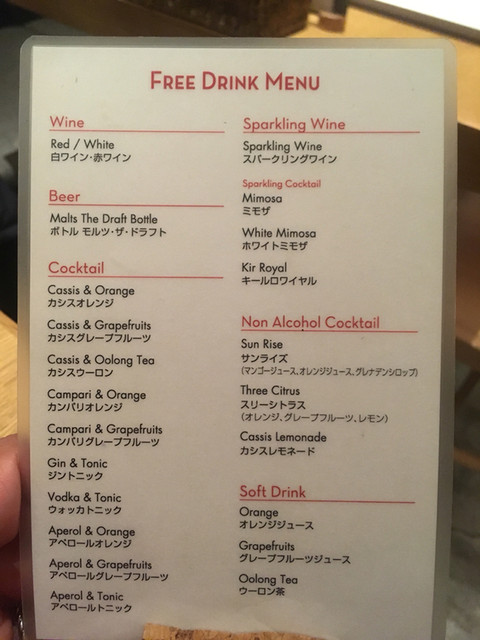 FREE DRINK MENU
Wine
Red / White
白ワイン・赤ワイン
Beer
Malts The Draft Bottle
ボトル モルツ・ザ・ドラフト
Cocktail
Cassis & Orange
カシスオレンジ
Cassis & Grapefruits
カシスグレープフルーツ
Cassis & Oolong Tea
カシスウーロン
Campari & Orange
カンパリオレンジ
Campari & Grapefruits
カンパリグレープフルーツ
Gin & Tonic
ジントニック
Vodka & Tonic
ウォッカトニック
Aperol & Orange
アペロールオレンジ
Aperol & Grapefruits
アペロールグレープフルーツ
Aperol & Tonic
アペロールトニック
Sparkling Wine
Sparkling Wine
スパークリングワイン
Sparkling Cocktail
Mimosa
ミモザ
White Mimosa
ホワイトミモザ
Kir Royal
キールロワイヤル
Non Alcohol Cocktail
Sun Rise
サンライズ
(マンゴージュース、オレンジジュース、グレナデンシロップ)
Three Citrus
スリーシトラス
(オレンジ、グレープフルーツ、レモン)
Cassis Lemonade
カシスレモネード
Soft Drink
Orange
オレンジジュース
Grapefruits
グレープフルーツジュース
Oolong Tea
ウーロン茶